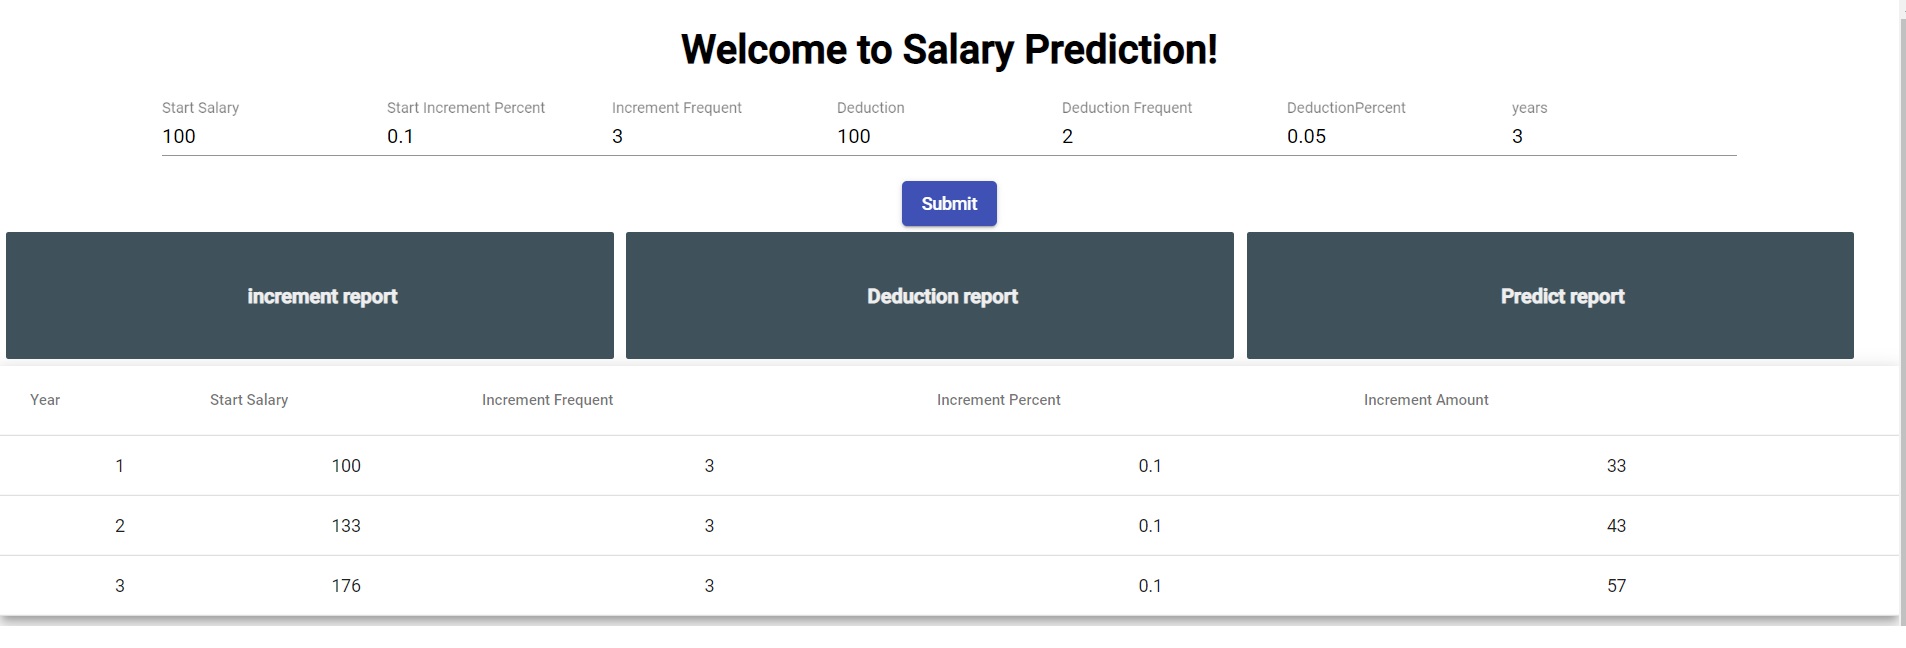 Welcome to Salary Prediction!
Start Salary Start Increment Percent Increment Frequent Deduction Deduction Frequent DeductionPercent years
100 0.1 3 100 2 0.05 3
Submit
increment report Deduction report Predict report
Year Start Salary Increment Frequent Increment Percent Increment Amount
1 100 3 0.1 33
2 133 3 0.1 43
3 176 3 0.1 57